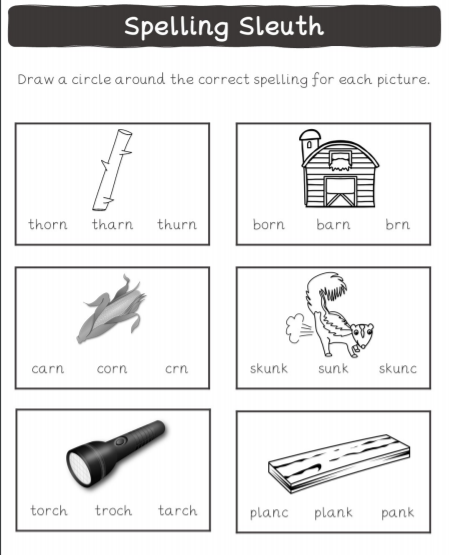 Spelling Sleuth
Draw a circle around the correct spelling for each picture.
thorn tharn thurn
born barn brn
carn corn crn
skunk sunk skunc
torch troch tarch
planc plank pank